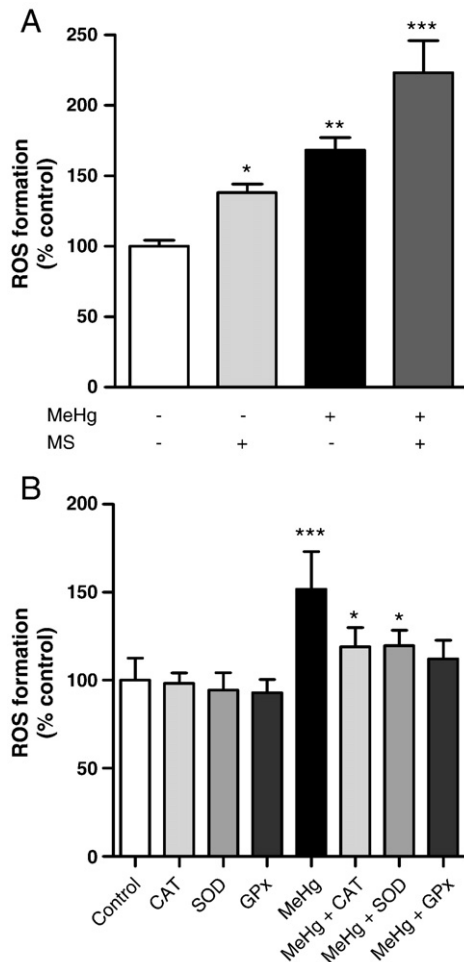 A
ROS formation
(% control)
250
200
150
100
50
0
*
**
***
MeHg - - + +
MS - + - +
B
ROS formation
(% control)
200
150
100
50
0
***
*
*
Control
CAT
SOD
GPx
MeHg
MeHg + CAT
MeHg + SOD
MeHg + GPx